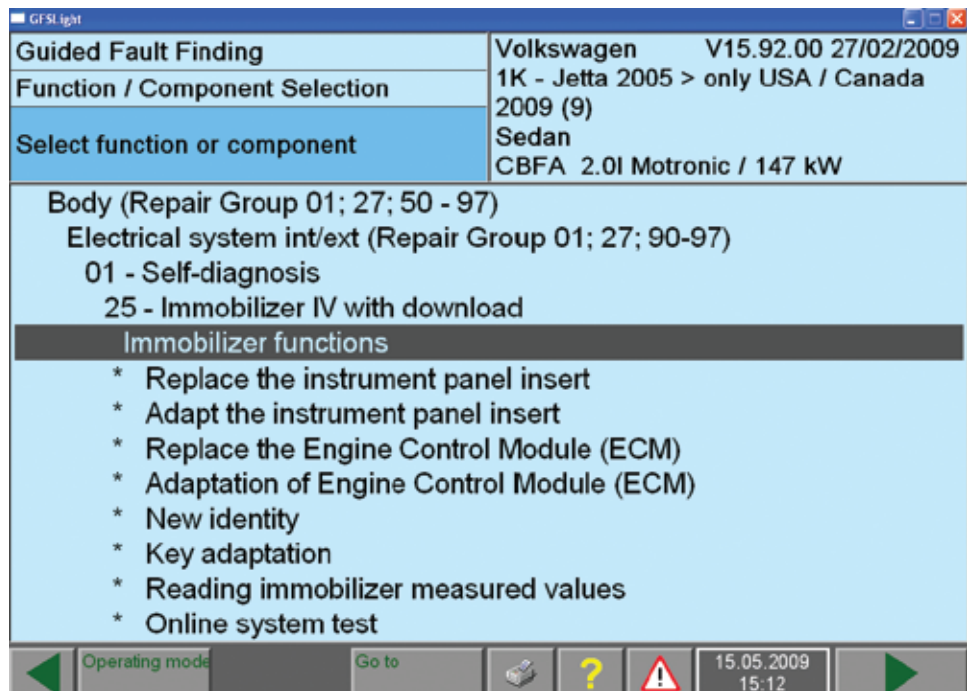 GFSLight
Guided Fault Finding
Function / Component Selection
Select function or component
Volkswagen V15.92.00 27/02/2009
1K - Jetta 2005 > only USA / Canada
2009 (9)
Sedan
CBFA 2.0l Motronic / 147 kW
Body (Repair Group 01; 27; 50 - 97)
Electrical system int/ext (Repair Group 01; 27; 90-97)
01 - Self-diagnosis
25 - Immobilizer IV with download
Immobilizer functions
* Replace the instrument panel insert
* Adapt the instrument panel insert
* Replace the Engine Control Module (ECM)
* Adaptation of Engine Control Module (ECM)
* New identity
* Key adaptation
* Reading immobilizer measured values
* Online system test
Operating mode
Go to
?
15.05.2009
15:12